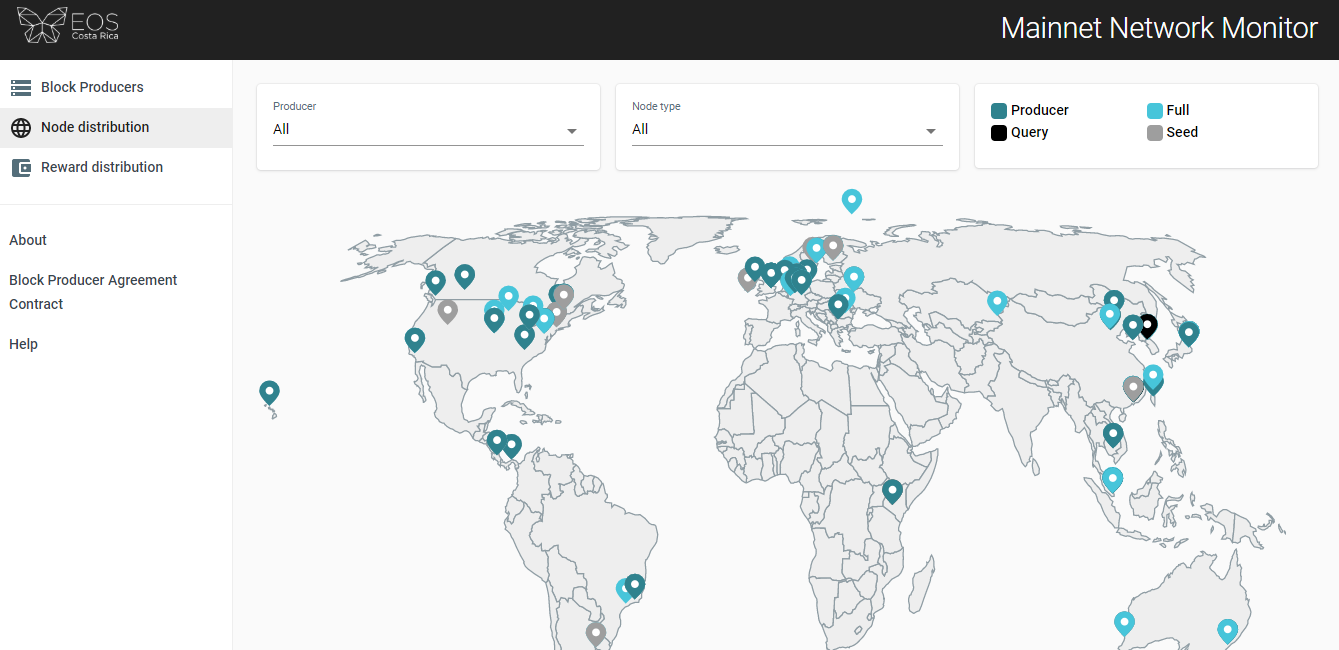 EOS
Costa Rica
Mainnet Network Monitor
Block Producers
Node distribution
Reward distribution
About
Block Producer Agreement
Contract
Help
Producer
All
Node type
All
Producer
Full
Query
Seed